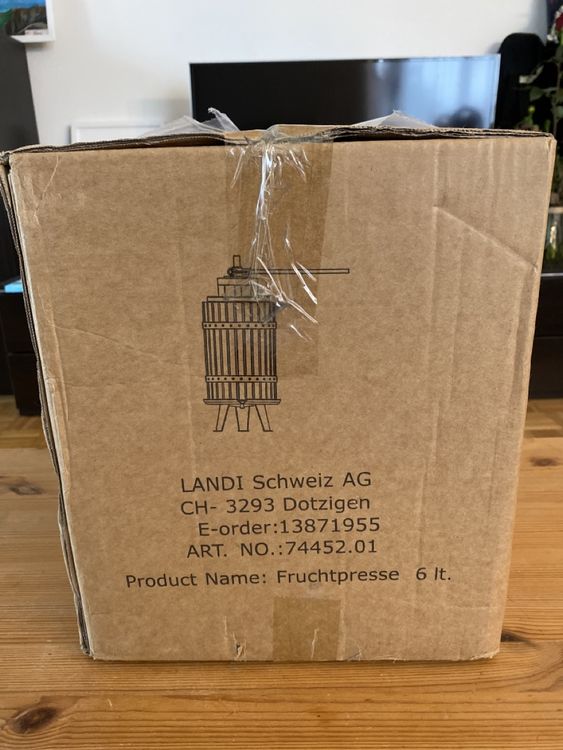 LANDI Schweiz AG
CH- 3293 Dotzigen
E-order:13871955
ART. NO.:74452.01
Product Name: Fruchtpresse 6 lt.